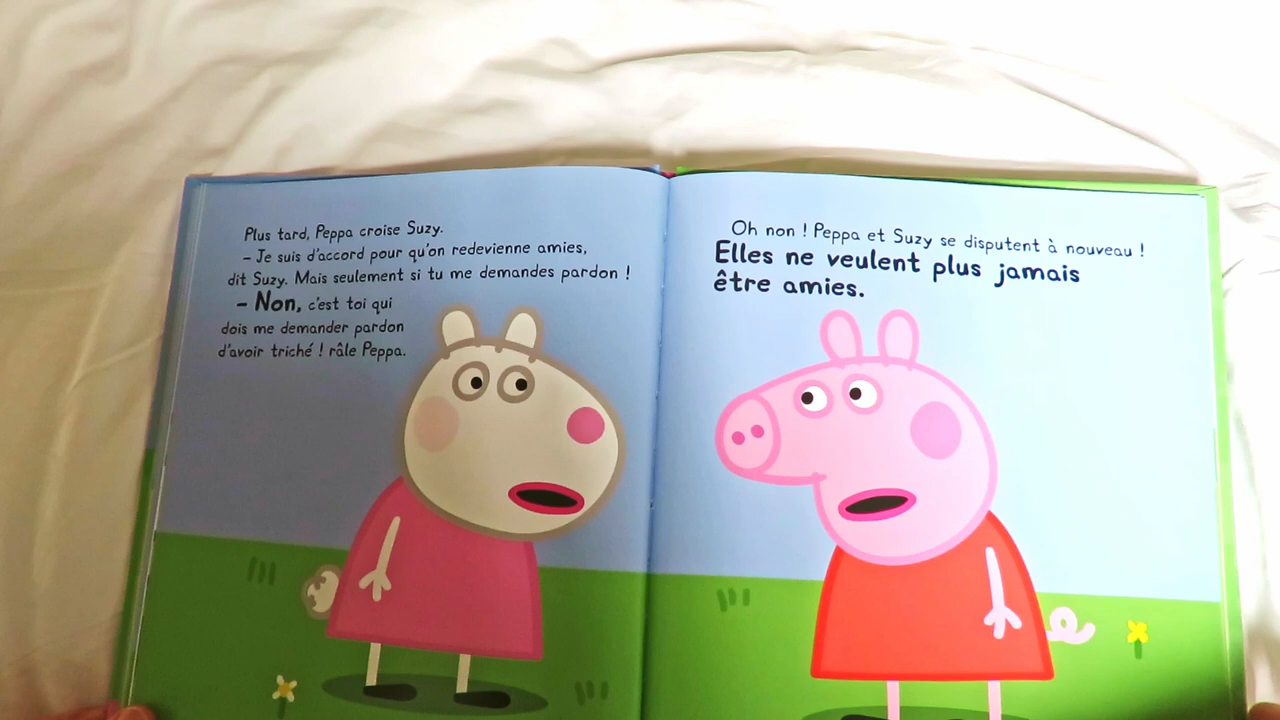 Plus tard, Peppa croise Suzy.
– Je suis d'accord pour qu'on redevienne amies,
dit Suzy. Mais seulement si tu me demandes pardon !
– Non, c'est toi qui
dois me demander pardon
d'avoir triché ! râle Peppa.
Oh non ! Peppa et Suzy se disputent à nouveau !
Elles ne veulent plus jamais
être amies.